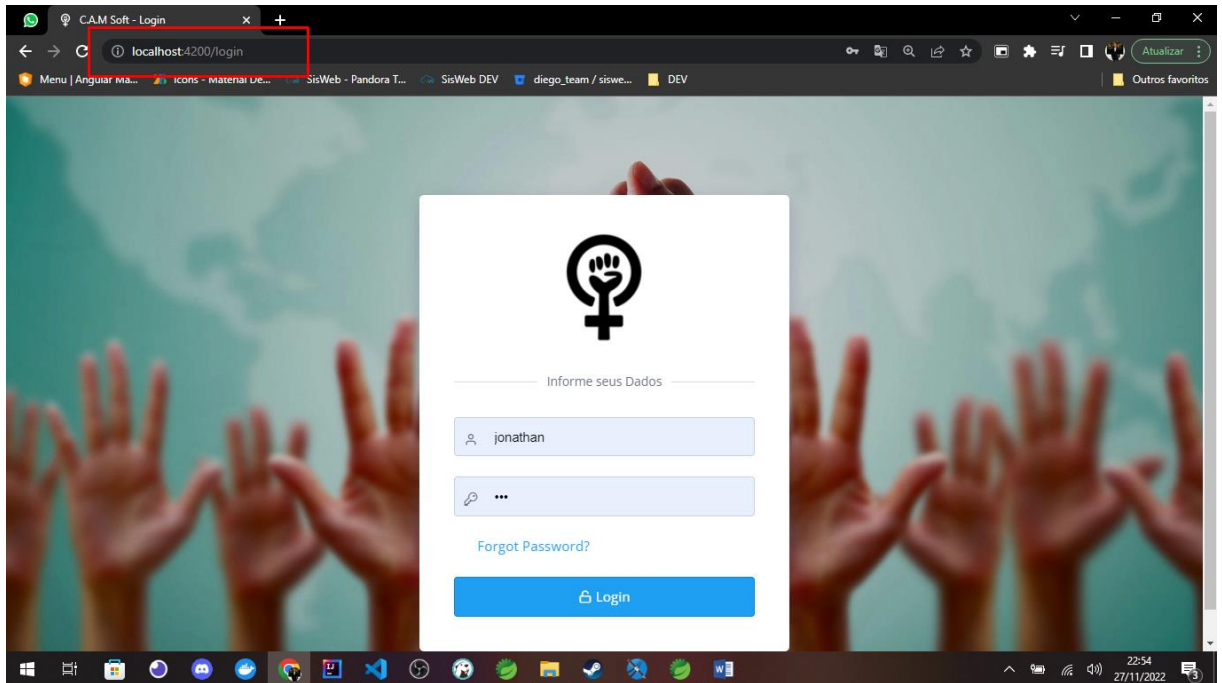 C.A.M Soft - Login
localhost:4200/login
Atualizar
Menu | Angular Ma...
Icons - Material De...
SisWeb - Pandora T...
SisWeb DEV
diego_team / siswe...
DEV
Outros favoritos
Informe seus Dados
jonathan
•••
Forgot Password?
Login
22:54
27/11/2022
3